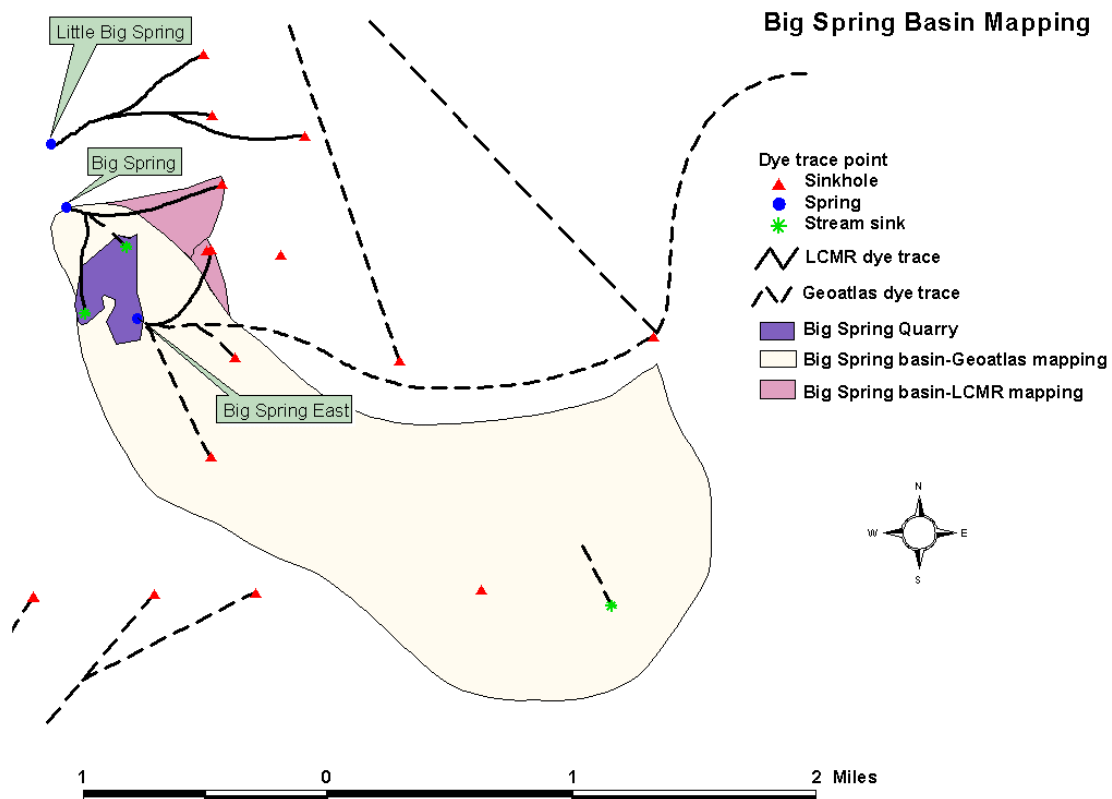 Big Spring Basin Mapping
Little Big Spring
Big Spring
Big Spring East
Dye trace point
Sinkhole
Spring
Stream sink
LCMR dye trace
Geoatlas dye trace
Big Spring Quarry
Big Spring basin-Geoatlas mapping
Big Spring basin-LCMR mapping
N
W E
S
1 0 1 2 Miles